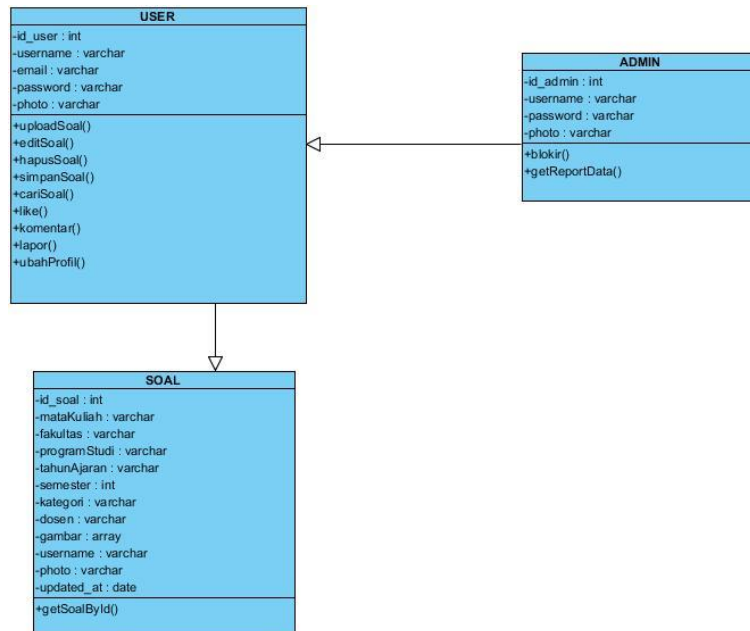 USER
-id_user : int
-username : varchar
-email : varchar
-password : varchar
-photo : varchar
+uploadSoal()
+editSoal()
+hapusSoal()
+simpanSoal()
+cariSoal()
+like()
+komentar()
+lapor()
+ubahProfil()
ADMIN
-id_admin : int
-username : varchar
-password : varchar
-photo : varchar
+blokir()
+getReportData()
SOAL
-id_soal : int
-mataKuliah : varchar
-fakultas : varchar
-programStudi : varchar
-tahunAjaran : varchar
-semester : int
-kategori : varchar
-dosen : varchar
-gambar : array
-username : varchar
-photo : varchar
-updated_at : date
+getSoalById()